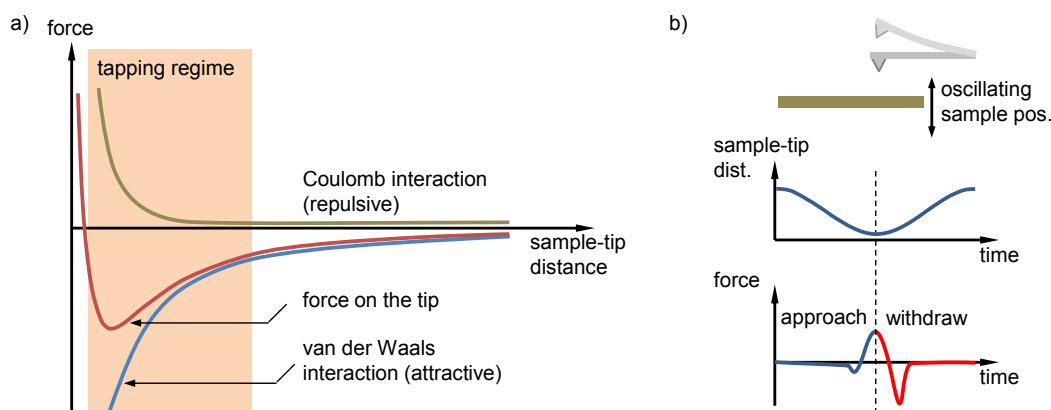 a)
force
tapping regime
Coulomb interaction
(repulsive)
sample-tip
distance
force on the tip
van der Waals
interaction (attractive)
b)
oscillating
sample pos.
sample-tip
dist.
time
force
approach
withdraw
time